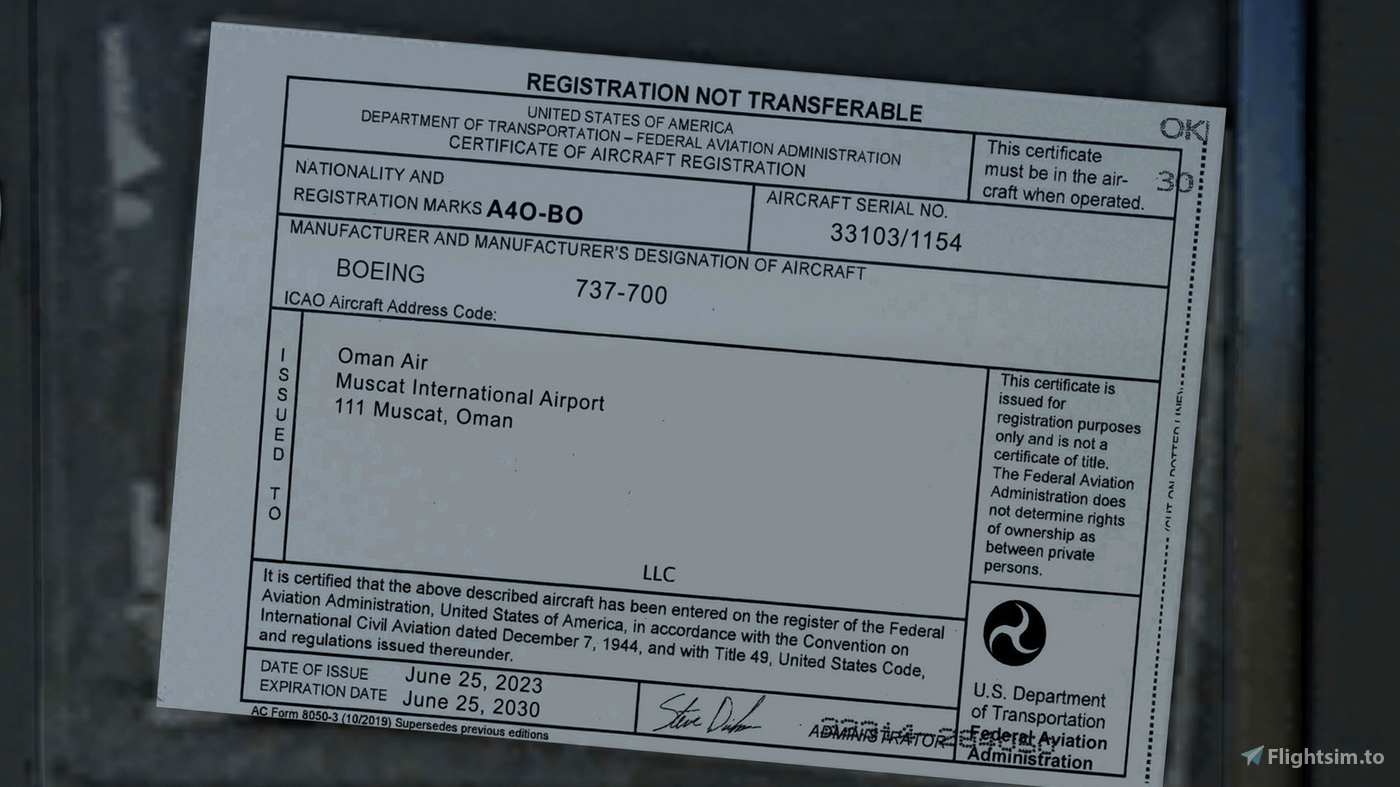 REGISTRATION NOT TRANSFERABLE
UNITED STATES OF AMERICA
DEPARTMENT OF TRANSPORTATION – FEDERAL AVIATION ADMINISTRATION
CERTIFICATE OF AIRCRAFT REGISTRATION
This certificate
must be in the air-
craft when operated.
OK
30
NATIONALITY AND
REGISTRATION MARKS A4O-BO
AIRCRAFT SERIAL NO.
33103/1154
MANUFACTURER AND MANUFACTURER'S DESIGNATION OF AIRCRAFT
BOEING 737-700
ICAO Aircraft Address Code:
ISSUED TO
Oman Air
Muscat International Airport
111 Muscat, Oman
LLC
This certificate is
issued for
registration purposes
only and is not a
certificate of title.
The Federal Aviation
Administration does
not determine rights
of ownership as
between private
persons.
It is certified that the above described aircraft has been entered on the register of the Federal
Aviation Administration, United States of America, in accordance with the Convention on
International Civil Aviation dated December 7, 1944, and with Title 49, United States Code,
and regulations issued thereunder.
DATE OF ISSUE June 25, 2023
EXPIRATION DATE June 25, 2030
Steve
ADMINISTRATOR
U.S. Department
of Transportation
Federal Aviation
Administration
AC Form 8050-3 (10/2019) Supersedes previous editions
Flightsim.to